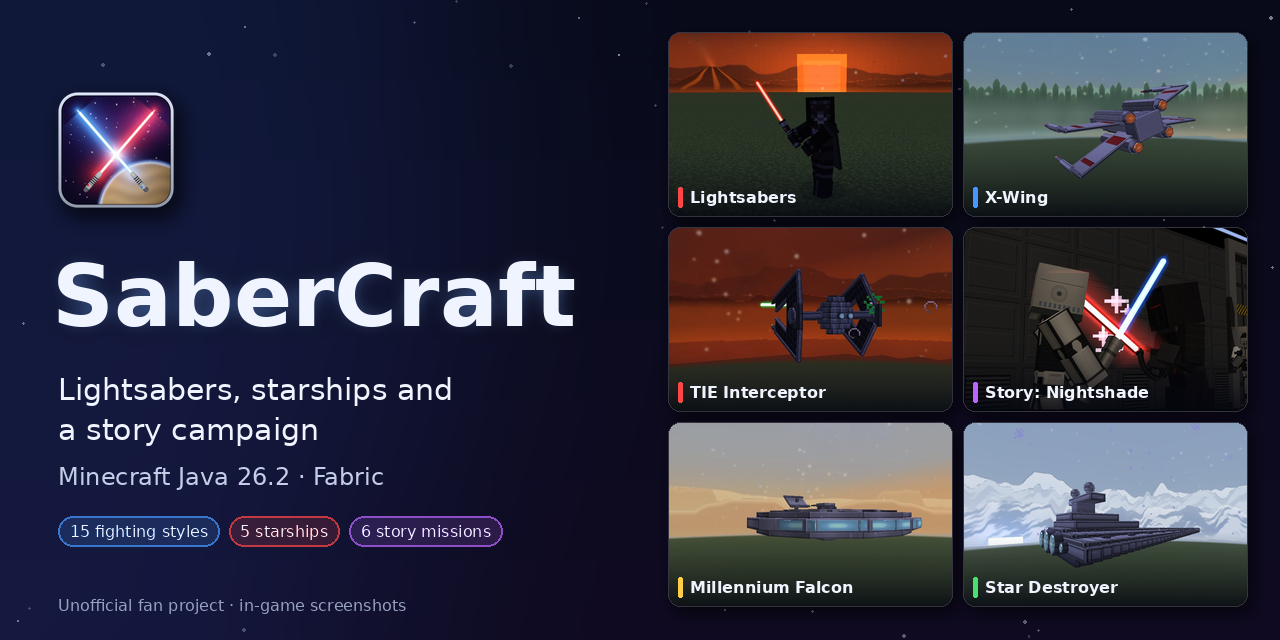 SaberCraft
Lightsabers, starships and
a story campaign
Minecraft Java 26.2 · Fabric
15 fighting styles
5 starships
6 story missions
Unofficial fan project · in-game screenshots
Lightsabers
X-Wing
TIE Interceptor
Story: Nightshade
Millennium Falcon
Star Destroyer